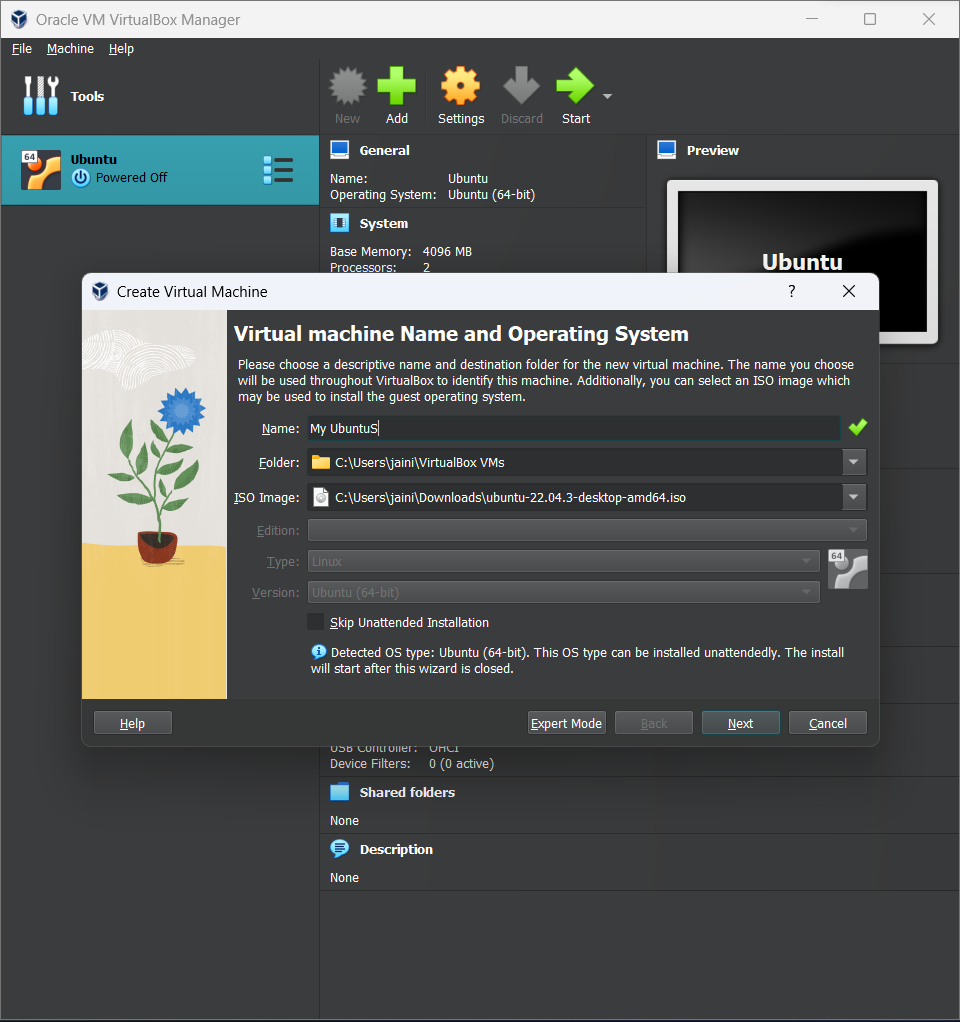 Oracle VM VirtualBox Manager
File Machine Help
Tools
New Add Settings Discard Start
64
Ubuntu
Powered Off
General
Name: Ubuntu
Operating System: Ubuntu (64-bit)
System
Base Memory: 4096 MB
Processors: 2
Preview
Ubuntu
Create Virtual Machine ?
Virtual machine Name and Operating System
Please choose a descriptive name and destination folder for the new virtual machine. The name you choose
will be used throughout VirtualBox to identify this machine. Additionally, you can select an ISO image which
may be used to install the guest operating system.
Name: My UbuntuS
Folder: C:\Users\jaini\VirtualBox VMs
ISO Image: C:\Users\jaini\Downloads\ubuntu-22.04.3-desktop-amd64.iso
Edition:
Type: Linux
64
Version: Ubuntu (64-bit)
Skip Unattended Installation
Detected OS type: Ubuntu (64-bit). This OS type can be installed unattendedly. The install
will start after this wizard is closed.
Help Expert Mode Back Next Cancel
USB Controller: OHCI
Device Filters: 0 (0 active)
Shared folders
None
Description
None